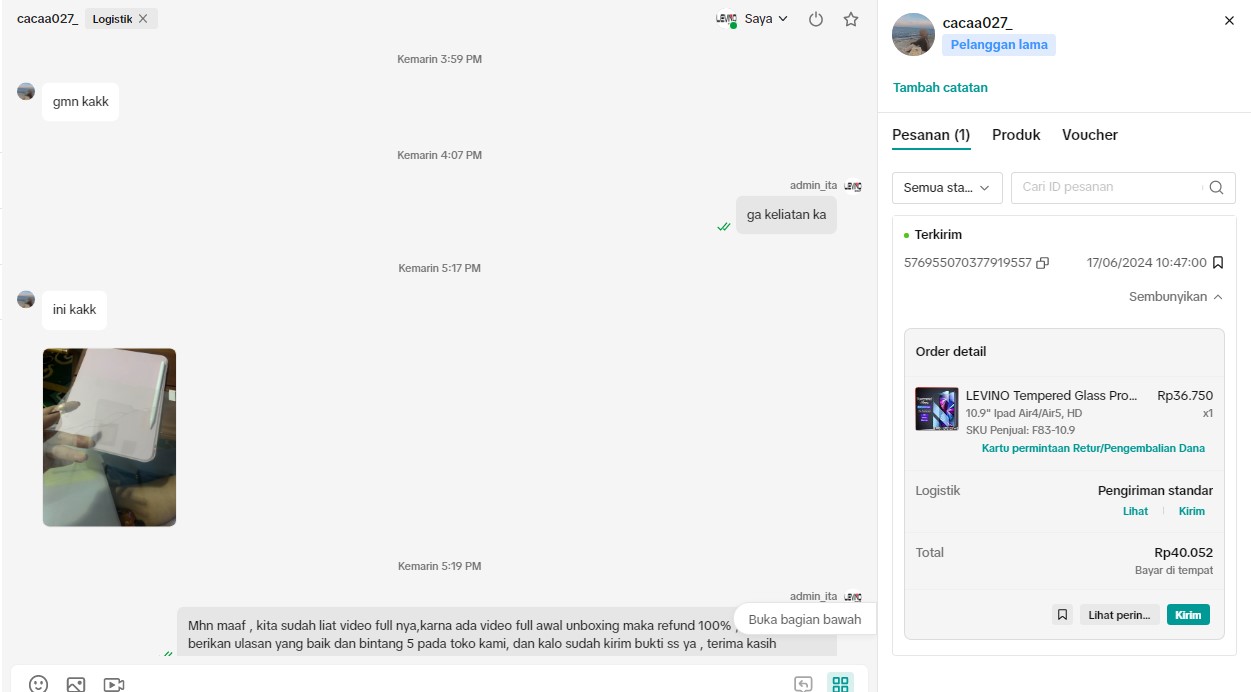 cacaa027_
Logistik
LEVINO
Saya
Kemarin 3:59 PM
gmn kakk
Kemarin 4:07 PM
admin_ita
LEVINO
ga keliatan ka
Kemarin 5:17 PM
ini kakk
Kemarin 5:19 PM
admin_ita
LEVINO
Mhn maaf , kita sudah liat video full nya,karna ada video full awal unboxing maka refund 100%
berikan ulasan yang baik dan bintang 5 pada toko kami, dan kalo sudah kirim bukti ss ya , terima kasih
Buka bagian bawah
cacaa027_
Pelanggan lama
Tambah catatan
Pesanan (1)
Produk
Voucher
Semua sta...
Cari ID pesanan
Terkirim
576955070377919557
17/06/2024 10:47:00
Sembunyikan
Order detail
LEVINO Tempered Glass Pro...
Rp36.750
10.9" Ipad Air4/Air5, HD
x1
SKU Penjual: F83-10.9
Kartu permintaan Retur/Pengembalian Dana
Logistik
Pengiriman standar
Lihat
Kirim
Total
Rp40.052
Bayar di tempat
Lihat perin...
Kirim